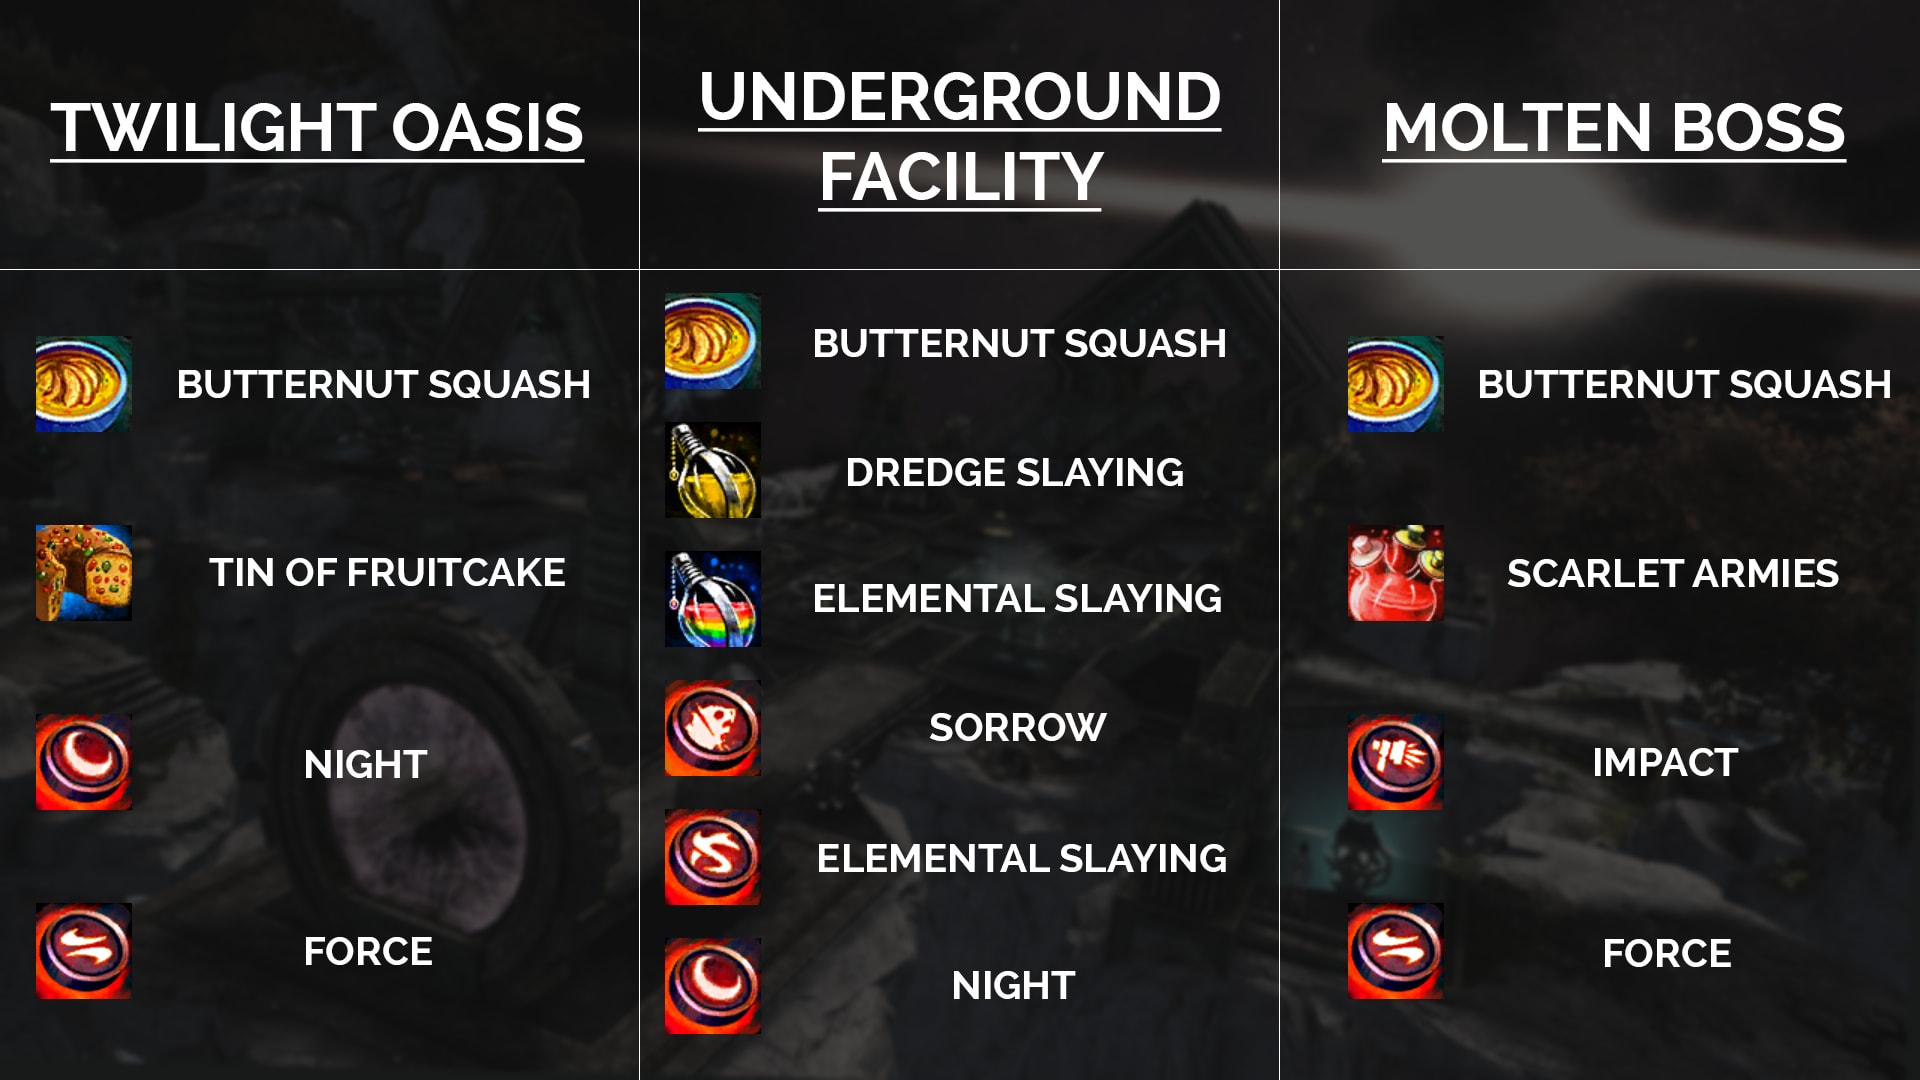 TWILIGHT OASIS
BUTTERNUT SQUASH
TIN OF FRUITCAKE
NIGHT
FORCE
UNDERGROUND
FACILITY
BUTTERNUT SQUASH
DREDGE SLAYING
ELEMENTAL SLAYING
SORROW
ELEMENTAL SLAYING
NIGHT
MOLTEN BOSS
BUTTERNUT SQUASH
SCARLET ARMIES
IMPACT
FORCE